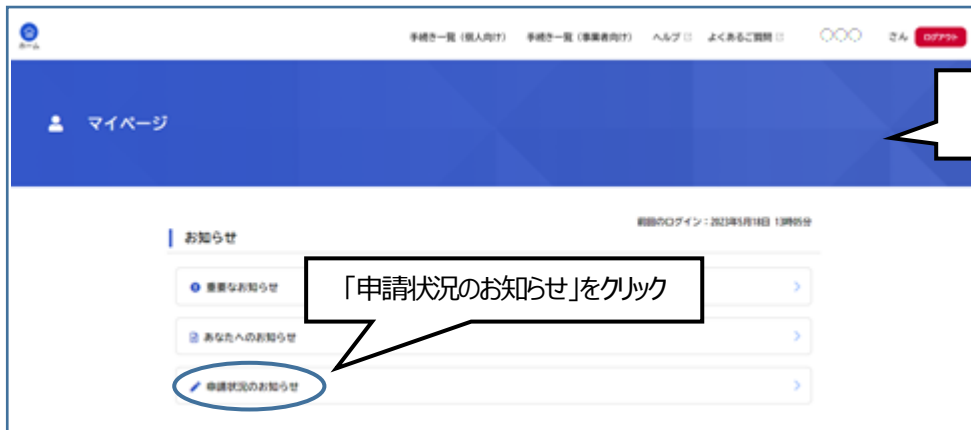 ホーム
手続き一覧（個人向け） 手続き一覧（事業者向け） ヘルプ よくあるご質問 〇〇〇 さん ログアウト
マイページ
前回のログイン：2023年5月18日 13時05分
お知らせ
重要なお知らせ
「申請状況のお知らせ」をクリック
あなたへのお知らせ
申請状況のお知らせ